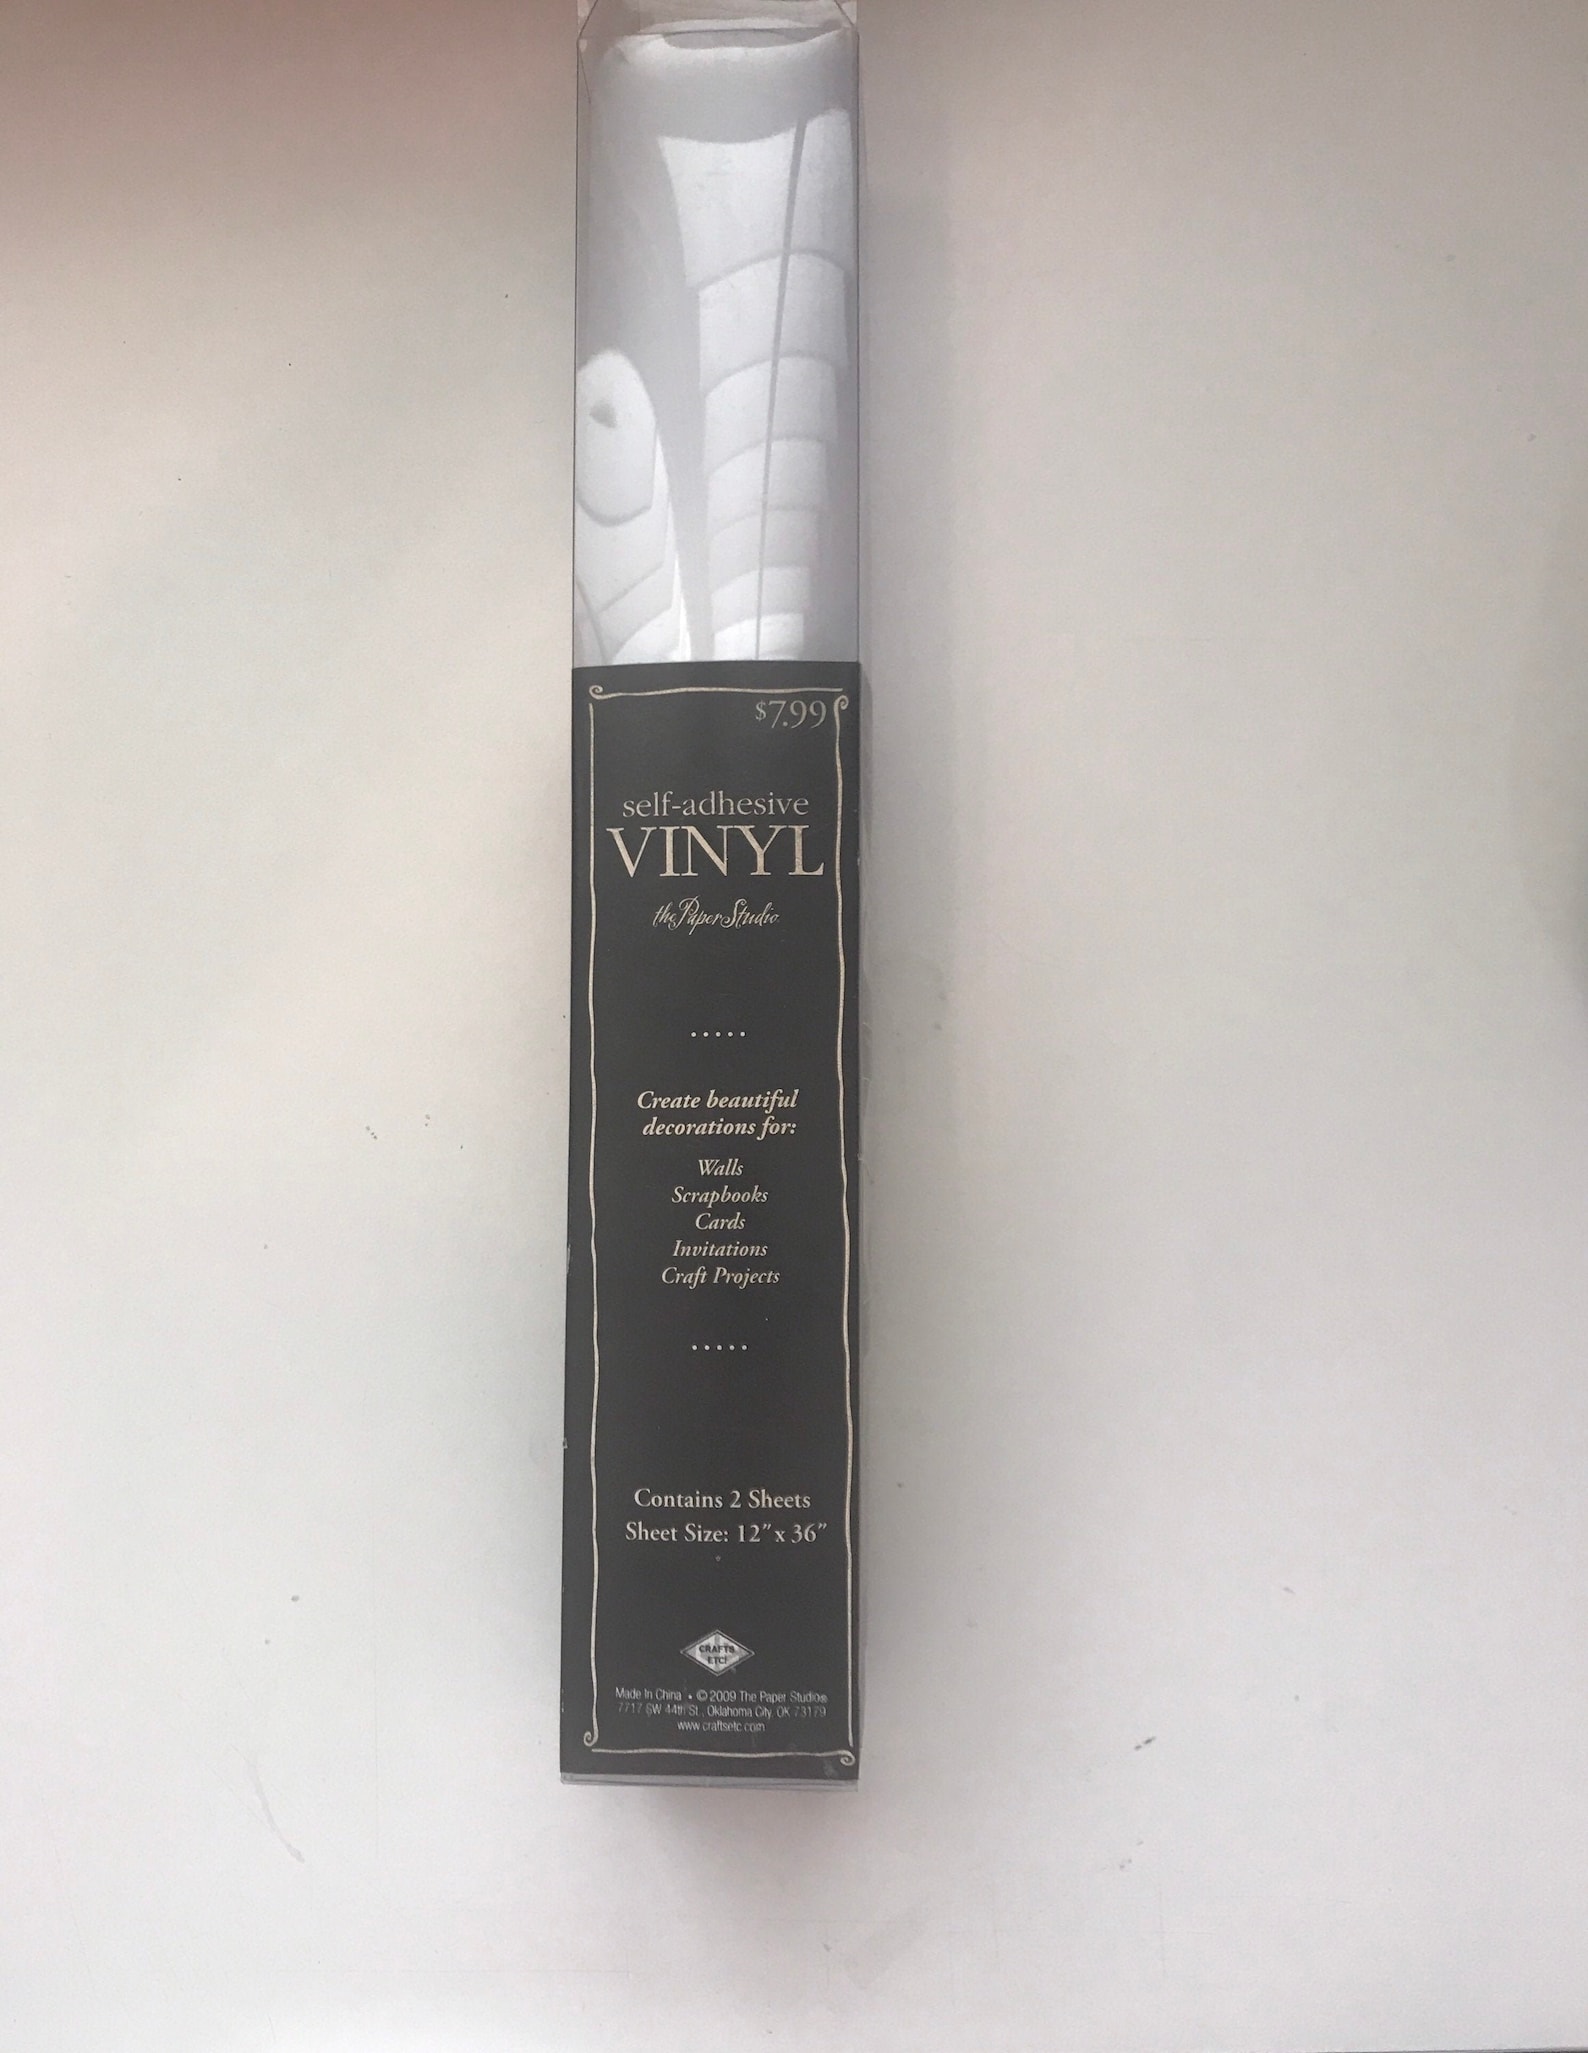 $7.99
self-adhesive
VINYL
the Paper Studio
Create beautiful
decorations for:
Walls
Scrapbooks
Cards
Invitations
Craft Projects
Contains 2 Sheets
Sheet Size: 12" x 36"
CRAFTS
ETC!
Made In China • © 2009 The Paper Studio®
7717 SW 44th St., Oklahoma City, OK 73179
www.craftsetc.com